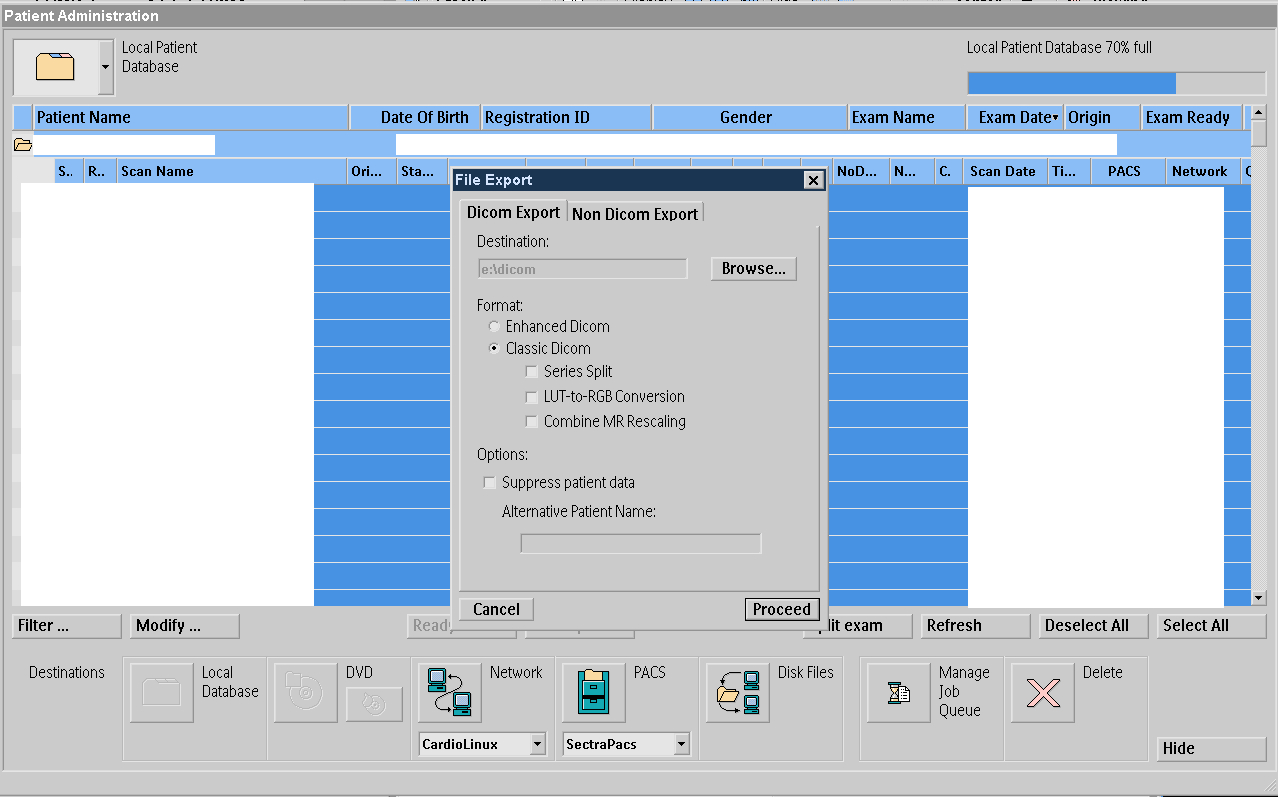 Patient Administration
Local Patient
Database
Local Patient Database 70% full
Patient Name Date Of Birth Registration ID Gender Exam Name Exam Date Origin Exam Ready
S.. R.. Scan Name Ori... Sta... NoD... N... C. Scan Date Ti... PACS Network
File Export
Dicom Export Non Dicom Export
Destination:
e:\dicom Browse...
Format:
Enhanced Dicom
Classic Dicom
Series Split
LUT-to-RGB Conversion
Combine MR Rescaling
Options:
Suppress patient data
Alternative Patient Name:
Cancel Proceed
Filter ... Modify ... exam Refresh Deselect All Select All
Destinations
Local
Database
DVD
Network
CardioLinux
PACS
SectraPacs
Disk Files
Manage
Job
Queue
Delete
Hide